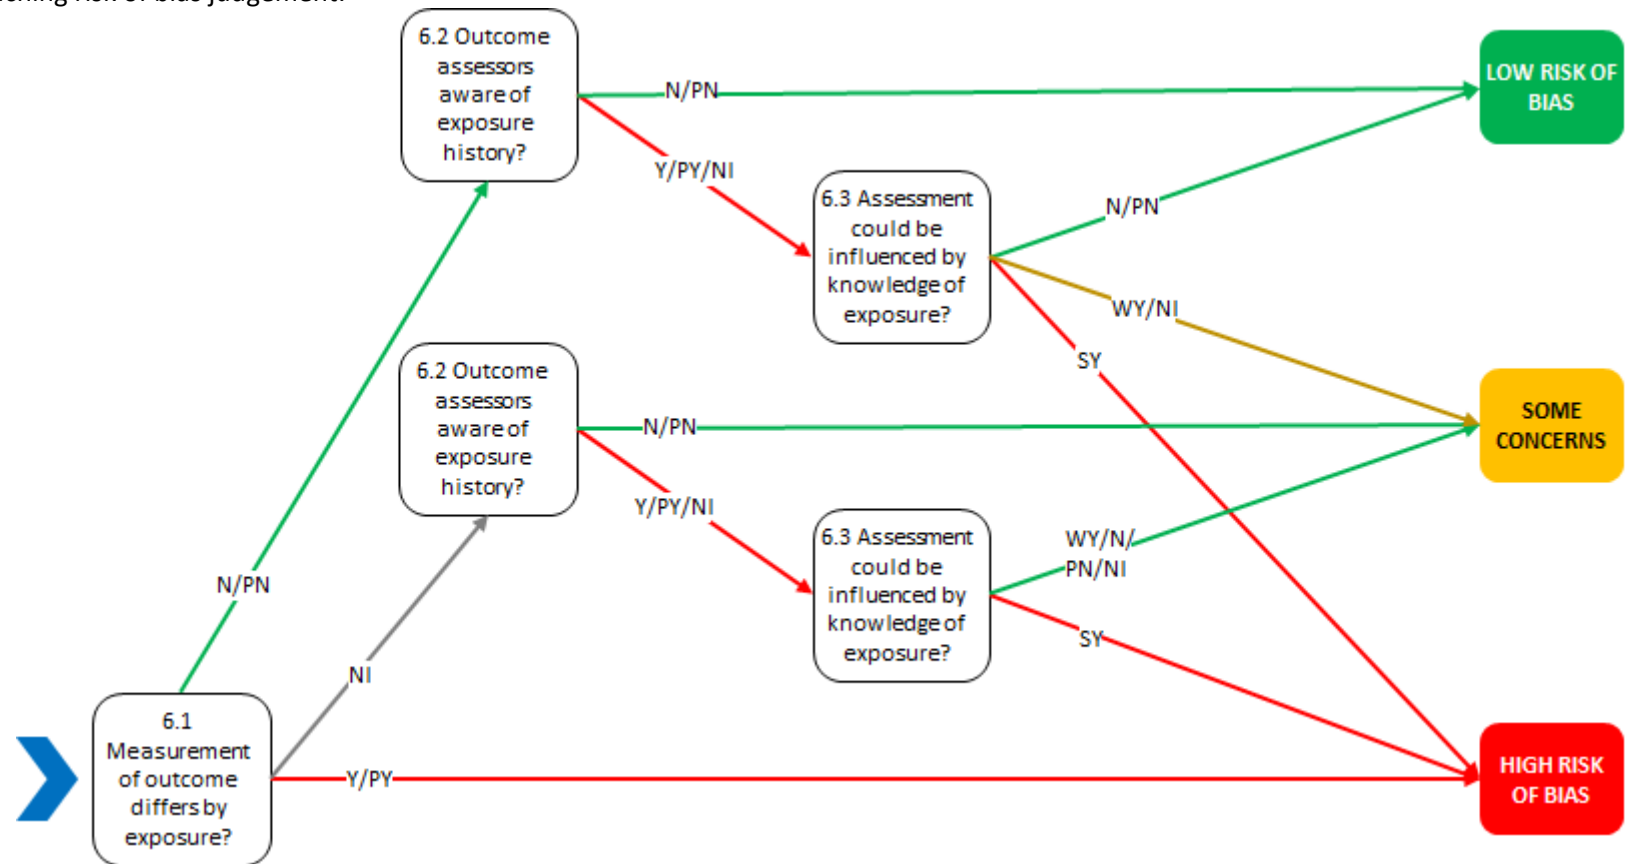 6.2 Outcome
assessors
aware of
exposure
history?
N/PN
LOW RISK OF
BIAS
Y/PY/NI
6.3 Assessment
could be
influenced by
knowledge of
exposure?
N/PN
WY/NI
SY
6.2 Outcome
assessors
aware of
exposure
history?
N/PN
SOME
CONCERNS
Y/PY/NI
6.3 Assessment
could be
influenced by
knowledge of
exposure?
WY/N/
PN/NI
SY
N/PN
NI
6.1
Measurement
of outcome
differs by
exposure?
Y/PY
HIGH RISK
OF BIAS